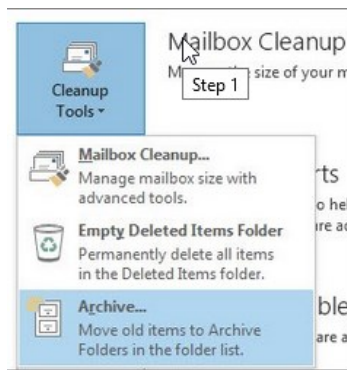 Mailbox Cleanup
size of your m
Step 1
Cleanup
Tools
Mailbox Cleanup...
Manage mailbox size with
advanced tools.
rts
o he
re ac
Empty Deleted Items Folder
Permanently delete all items
in the Deleted Items folder.
Archive...
Move old items to Archive
Folders in the folder list.
ble
are a